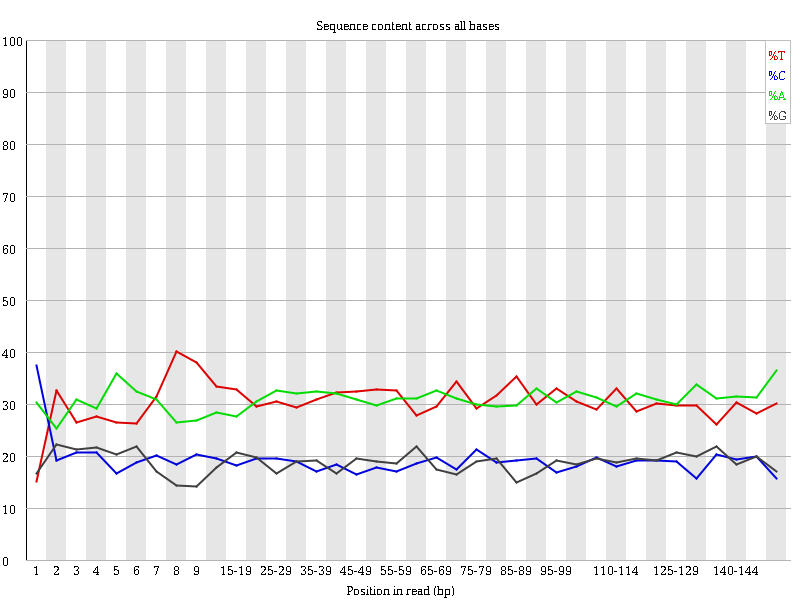 Sequence content across all bases
100
90
80
70
60
50
40
30
20
10
0
%T
%C
%A
%G
1 2 3 4 5 6 7 8 9 15-19 25-29 35-39 45-49 55-59 65-69 75-79 85-89 95-99 110-114 125-129 140-144
Position in read (bp)